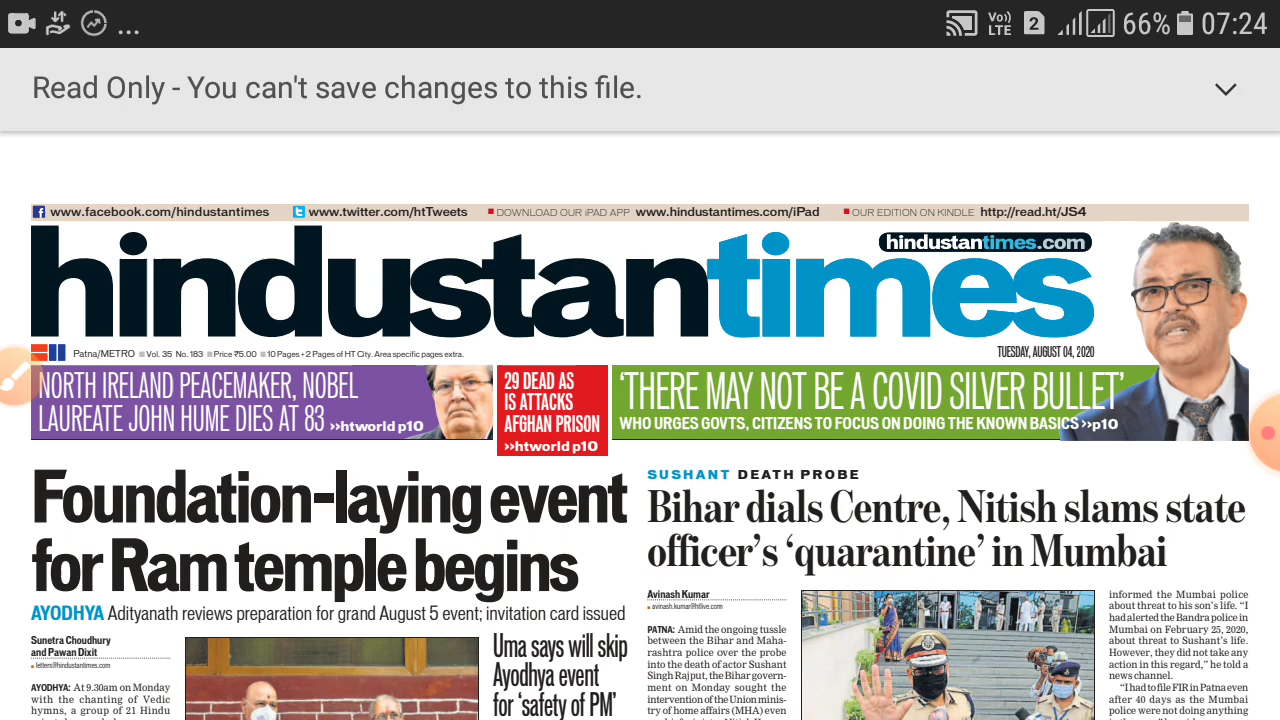 ... Vo)) LTE 2 66% 07:24
Read Only - You can't save changes to this file.
www.facebook.com/hindustantimes www.twitter.com/htTweets DOWNLOAD OUR iPAD APP www.hindustantimes.com/iPad OUR EDITION ON KINDLE http://read.ht/JS4
hindustantimes.com
hindustantimes
Patna/METRO Vol. 35 No. 183 Price ₹5.00 10 Pages+2 Pages of HT City. Area specific pages extra.
TUESDAY, AUGUST 04, 2020
NORTH IRELAND PEACEMAKER, NOBEL
LAUREATE JOHN HUME DIES AT 83 >>htworld p10
29 DEAD AS
IS ATTACKS
AFGHAN PRISON
>>htworld p10
'THERE MAY NOT BE A COVID SILVER BULLET'
WHO URGES GOVTS, CITIZENS TO FOCUS ON DOING THE KNOWN BASICS >>p10
Foundation-laying event
for Ram temple begins
AYODHYA Adityanath reviews preparation for grand August 5 event; invitation card issued
Sunetra Choudhury
and Pawan Dixit
letters@hindustantimes.com
AYODHYA: At 9.30am on Monday
with the chanting of Vedic
hymns, a group of 21 Hindu
Uma says will skip
Ayodhya event
for 'safety of PM'
SUSHANT DEATH PROBE
Bihar dials Centre, Nitish slams state
officer's 'quarantine' in Mumbai
Avinash Kumar
avinash.kumar@htlive.com
PATNA: Amid the ongoing tussle
between the Bihar and Maha-
rashtra police over the probe
into the death of actor Sushant
Singh Rajput, the Bihar govern-
ment on Monday sought the
intervention of the Union minis-
try of home affairs (MHA) even
informed the Mumbai police
about threat to his son's life. "I
had alerted the Bandra police in
Mumbai on February 25, 2020,
about threat to Sushant's life.
However, they did not take any
action in this regard," he told a
news channel.
"I had to file FIR in Patna even
after 40 days as the Mumbai
police were not doing anything